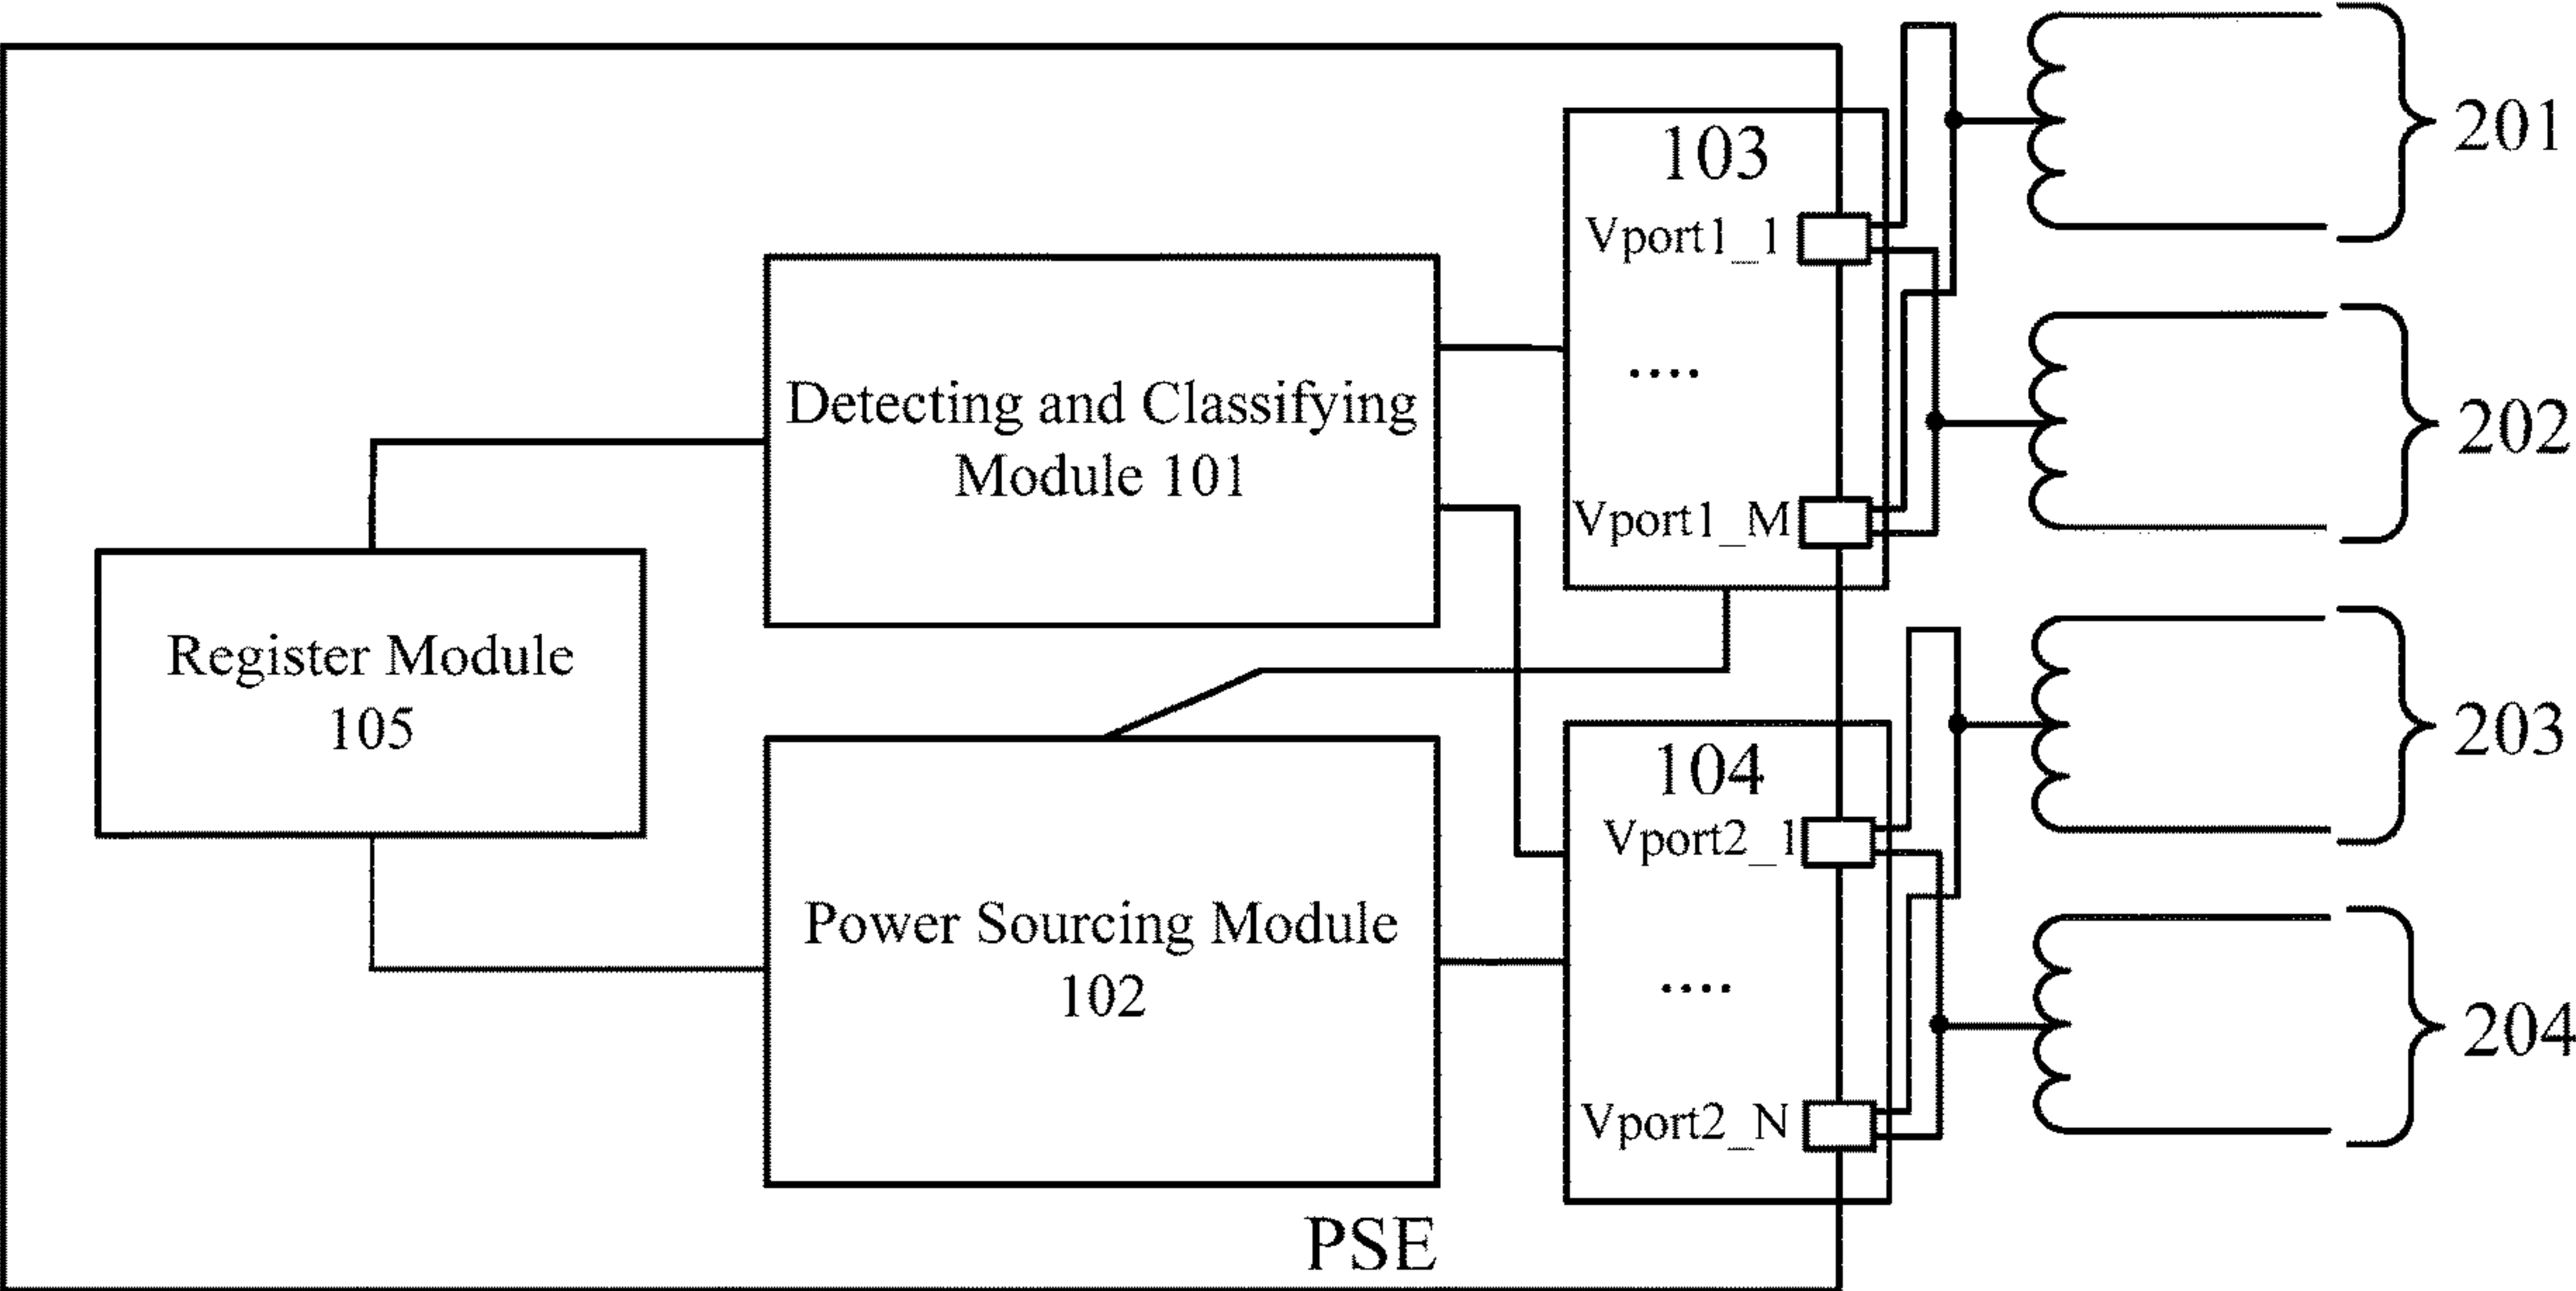 201
103
Vport1_1
Detecting and Classifying
Module 101
....
202
Vport1_M
Register Module
105
203
104
Vport2_1
Power Sourcing Module
102
....
204
Vport2_N
PSE